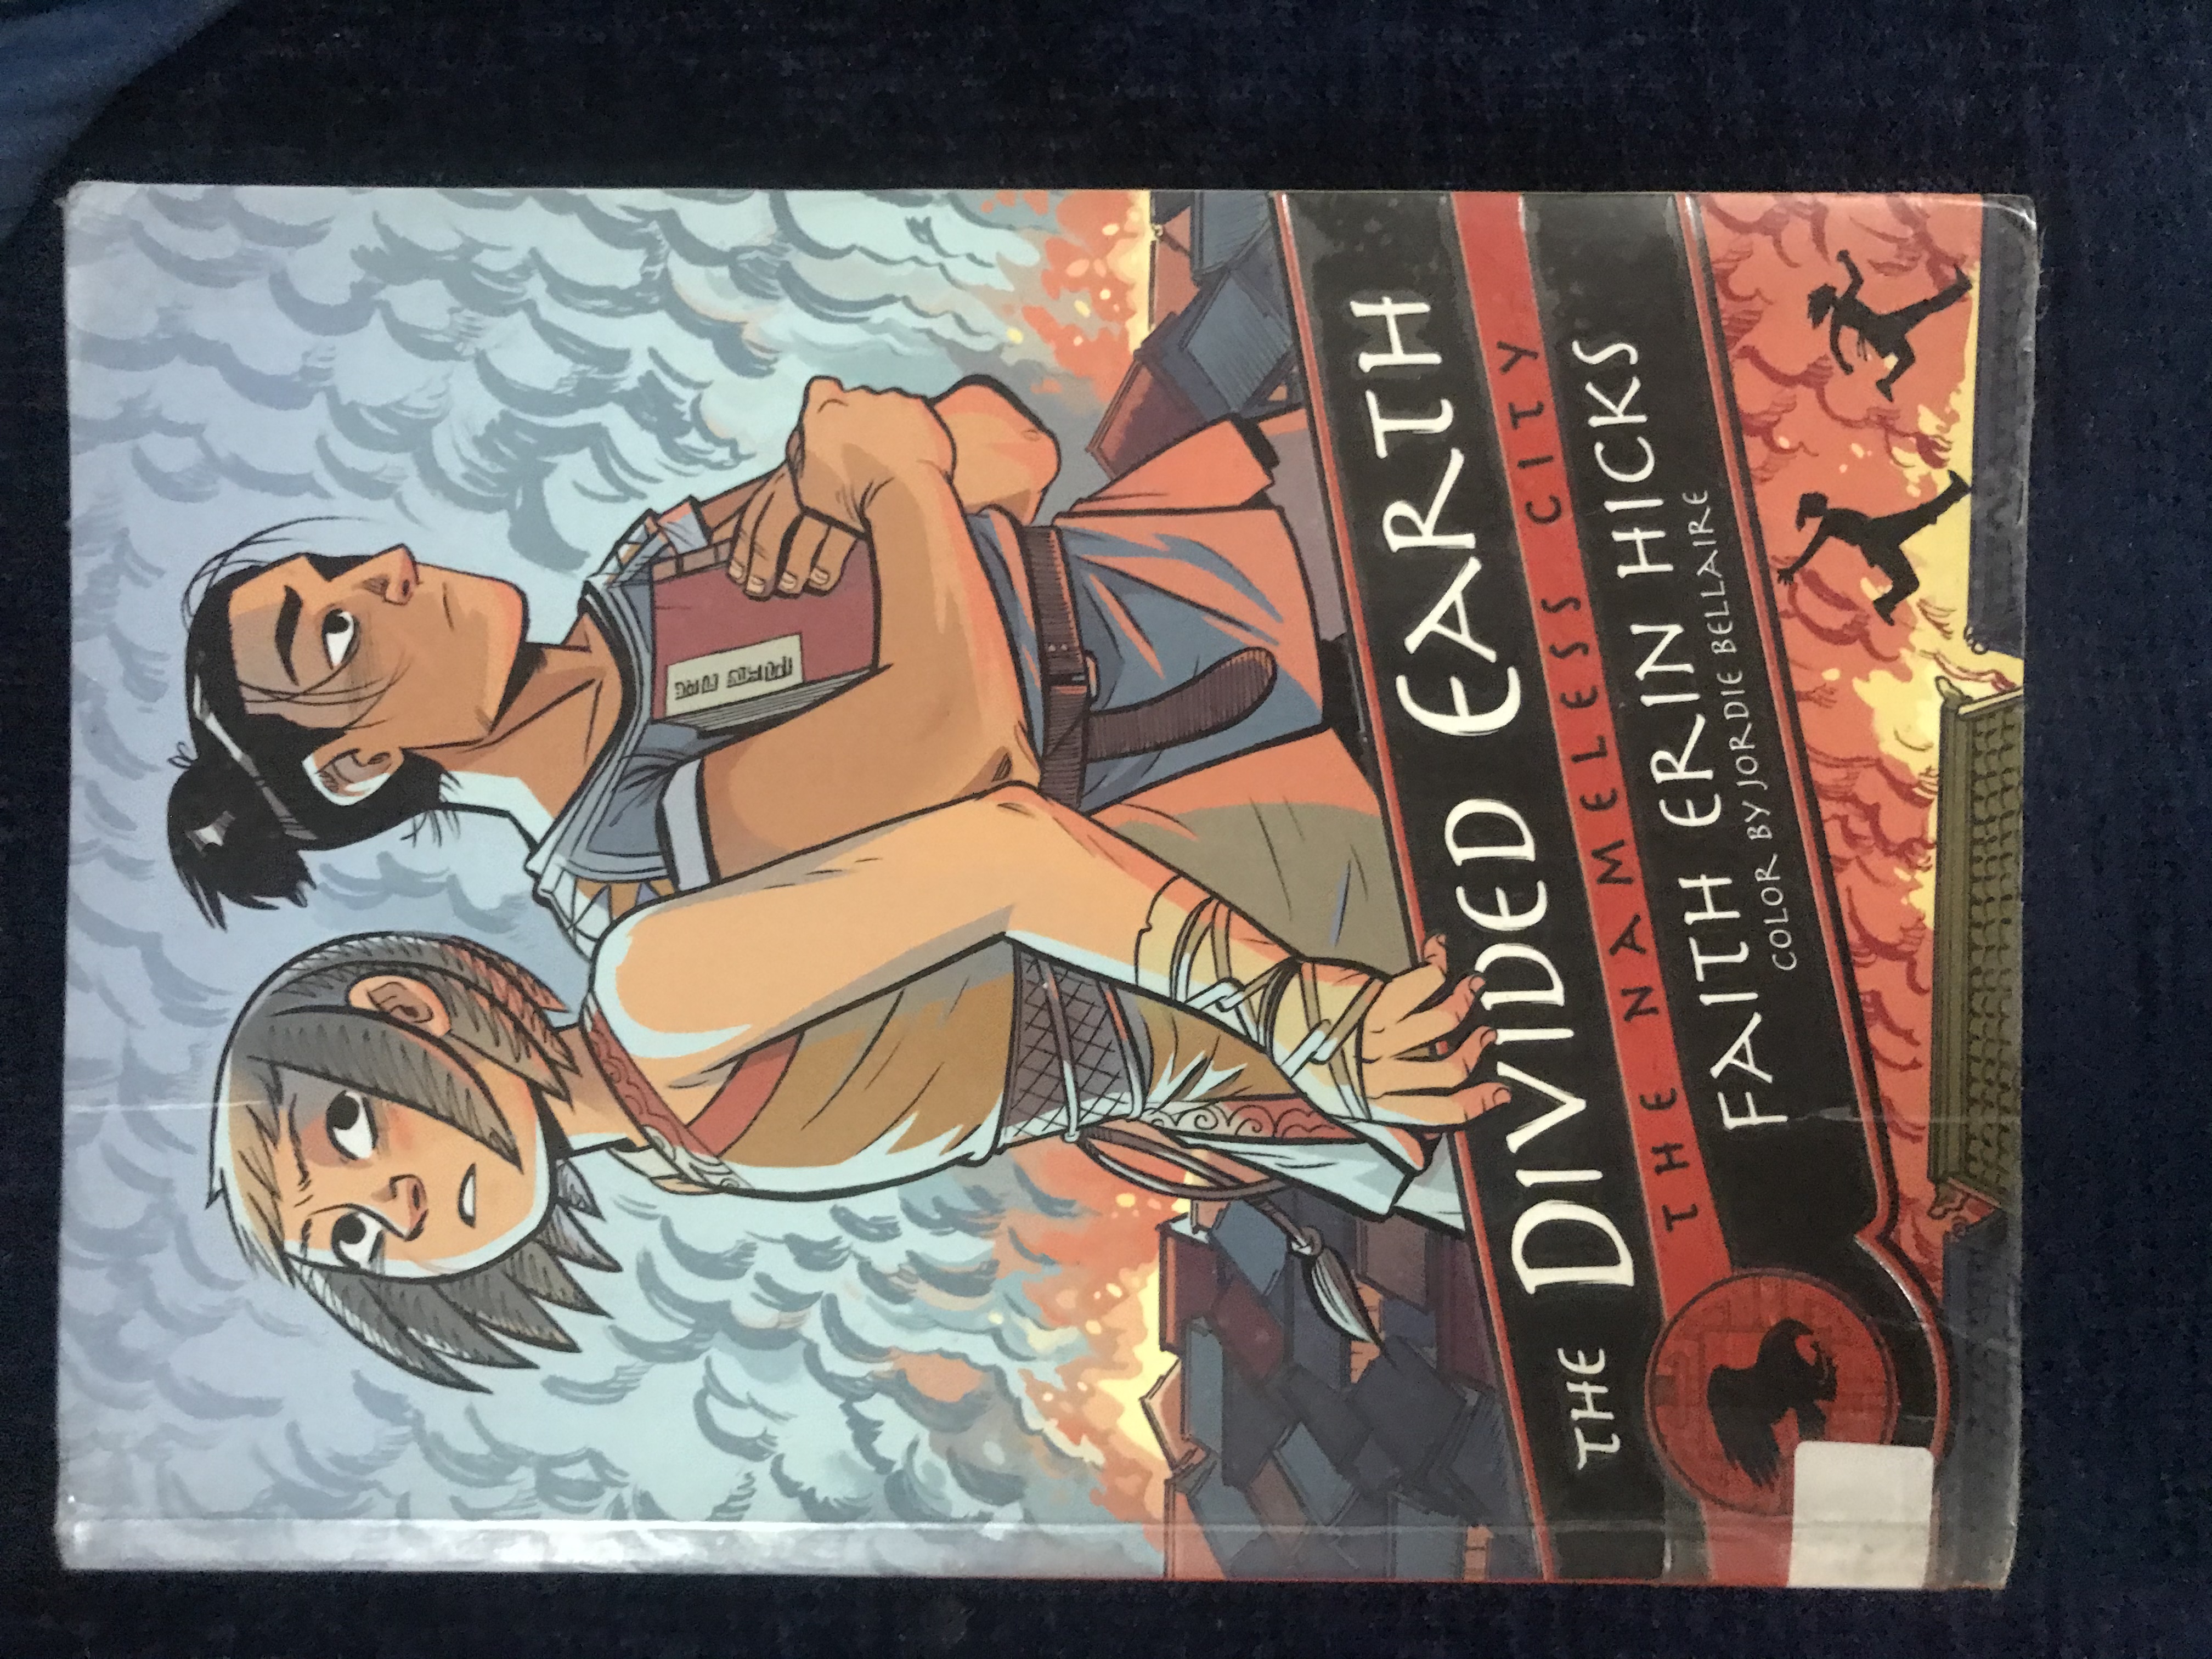 THE DIVIDED EARTH
THE NAMELESS CITY
FAITH ERIN HICKS
COLOR BY JORDIE BELLAIRE